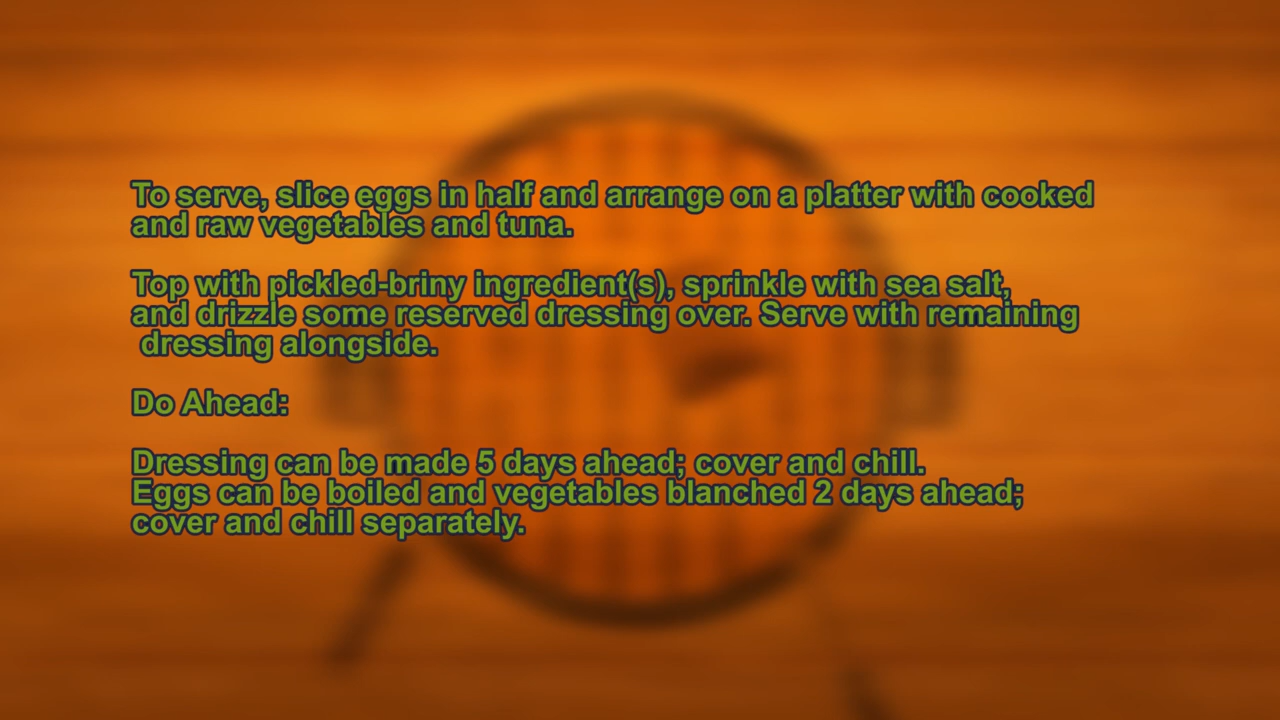 To serve, slice eggs in half and arrange on a platter with cooked
and raw vegetables and tuna.
Top with pickled-briny ingredient(s), sprinkle with sea salt,
and drizzle some reserved dressing over. Serve with remaining
dressing alongside.
Do Ahead:
Dressing can be made 5 days ahead; cover and chill.
Eggs can be boiled and vegetables blanched 2 days ahead;
cover and chill separately.